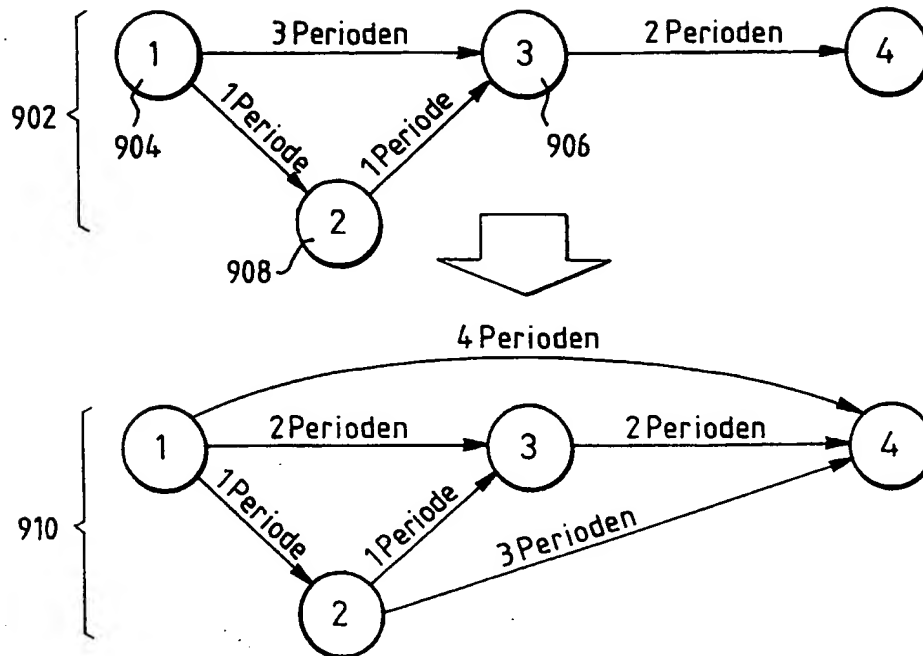 1
3 Perioden
3
2 Perioden
4
902
904
1 Periode
1 Periode
906
2
908
4 Perioden
1
2 Perioden
3
2 Perioden
4
910
1 Periode
1 Periode
3 Perioden
2